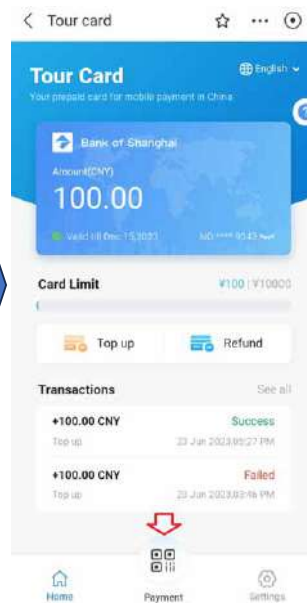 Tour card
Tour Card
English
Your prepaid card for mobile payment in China
Bank of Shanghai
Amount(CNY)
100.00
Valid till Dec 15,2023 NO **** 9543
Card Limit ¥100 | ¥10000
Top up Refund
Transactions See all
+100.00 CNY Success
Top up 23 Jun 2023,05:27 PM
+100.00 CNY Failed
Top up 23 Jun 2023,03:46 PM
Home Payment Settings